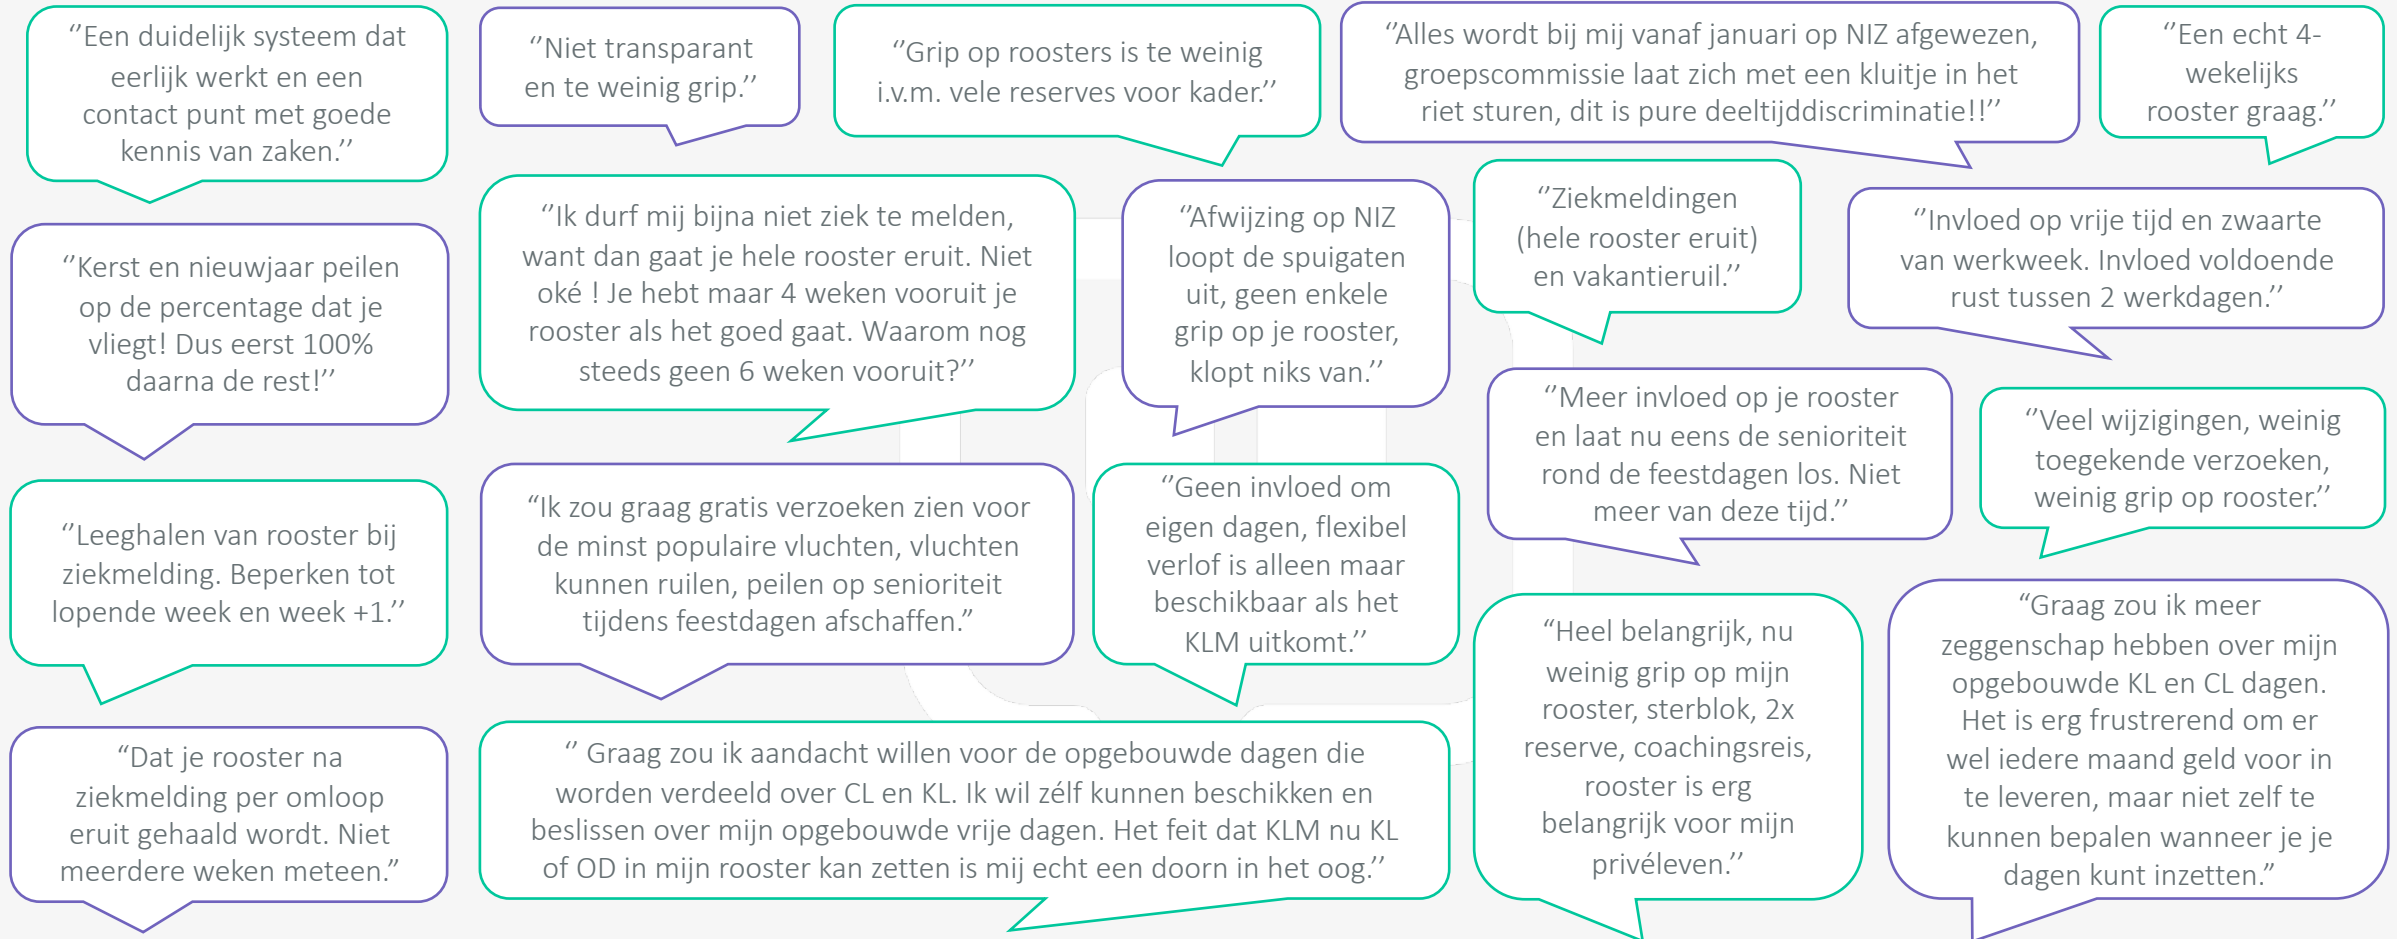 ‘’Een duidelijk systeem dat
eerlijk werkt en een
contact punt met goede
kennis van zaken.’’
‘’Niet transparant
en te weinig grip.’’
‘’Grip op roosters is te weinig
i.v.m. vele reserves voor kader.’’
‘’Alles wordt bij mij vanaf januari op NIZ afgewezen,
groepscommissie laat zich met een kluitje in het
riet sturen, dit is pure deeltijddiscriminatie!!’’
‘’Een echt 4-
wekelijks
rooster graag.’’
‘’Kerst en nieuwjaar peilen
op de percentage dat je
vliegt! Dus eerst 100%
daarna de rest!’’
‘’Ik durf mij bijna niet ziek te melden,
want dan gaat je hele rooster eruit. Niet
oké ! Je hebt maar 4 weken vooruit je
rooster als het goed gaat. Waarom nog
steeds geen 6 weken vooruit?’’
‘’Afwijzing op NIZ
loopt de spuigaten
uit, geen enkele
grip op je rooster,
klopt niks van.’’
‘’Ziekmeldingen
(hele rooster eruit)
en vakantieruil.’’
‘’Invloed op vrije tijd en zwaarte
van werkweek. Invloed voldoende
rust tussen 2 werkdagen.’’
‘’Meer invloed op je rooster
en laat nu eens de senioriteit
rond de feestdagen los. Niet
meer van deze tijd.’’
‘’Veel wijzigingen, weinig
toegekende verzoeken,
weinig grip op rooster.’’
‘’Leeghalen van rooster bij
ziekmelding. Beperken tot
lopende week en week +1.’’
“Ik zou graag gratis verzoeken zien voor
de minst populaire vluchten, vluchten
kunnen ruilen, peilen op senioriteit
tijdens feestdagen afschaffen.”
‘’Geen invloed om
eigen dagen, flexibel
verlof is alleen maar
beschikbaar als het
KLM uitkomt.’’
“Heel belangrijk, nu
weinig grip op mijn
rooster, sterblok, 2x
reserve, coachingsreis,
rooster is erg
belangrijk voor mijn
privéleven.’’
“Graag zou ik meer
zeggenschap hebben over mijn
opgebouwde KL en CL dagen.
Het is erg frustrerend om er
wel iedere maand geld voor in
te leveren, maar niet zelf te
kunnen bepalen wanneer je je
dagen kunt inzetten.”
“Dat je rooster na
ziekmelding per omloop
eruit gehaald wordt. Niet
meerdere weken meteen.”
‘’ Graag zou ik aandacht willen voor de opgebouwde dagen die
worden verdeeld over CL en KL. Ik wil zélf kunnen beschikken en
beslissen over mijn opgebouwde vrije dagen. Het feit dat KLM nu KL
of OD in mijn rooster kan zetten is mij echt een doorn in het oog.’’